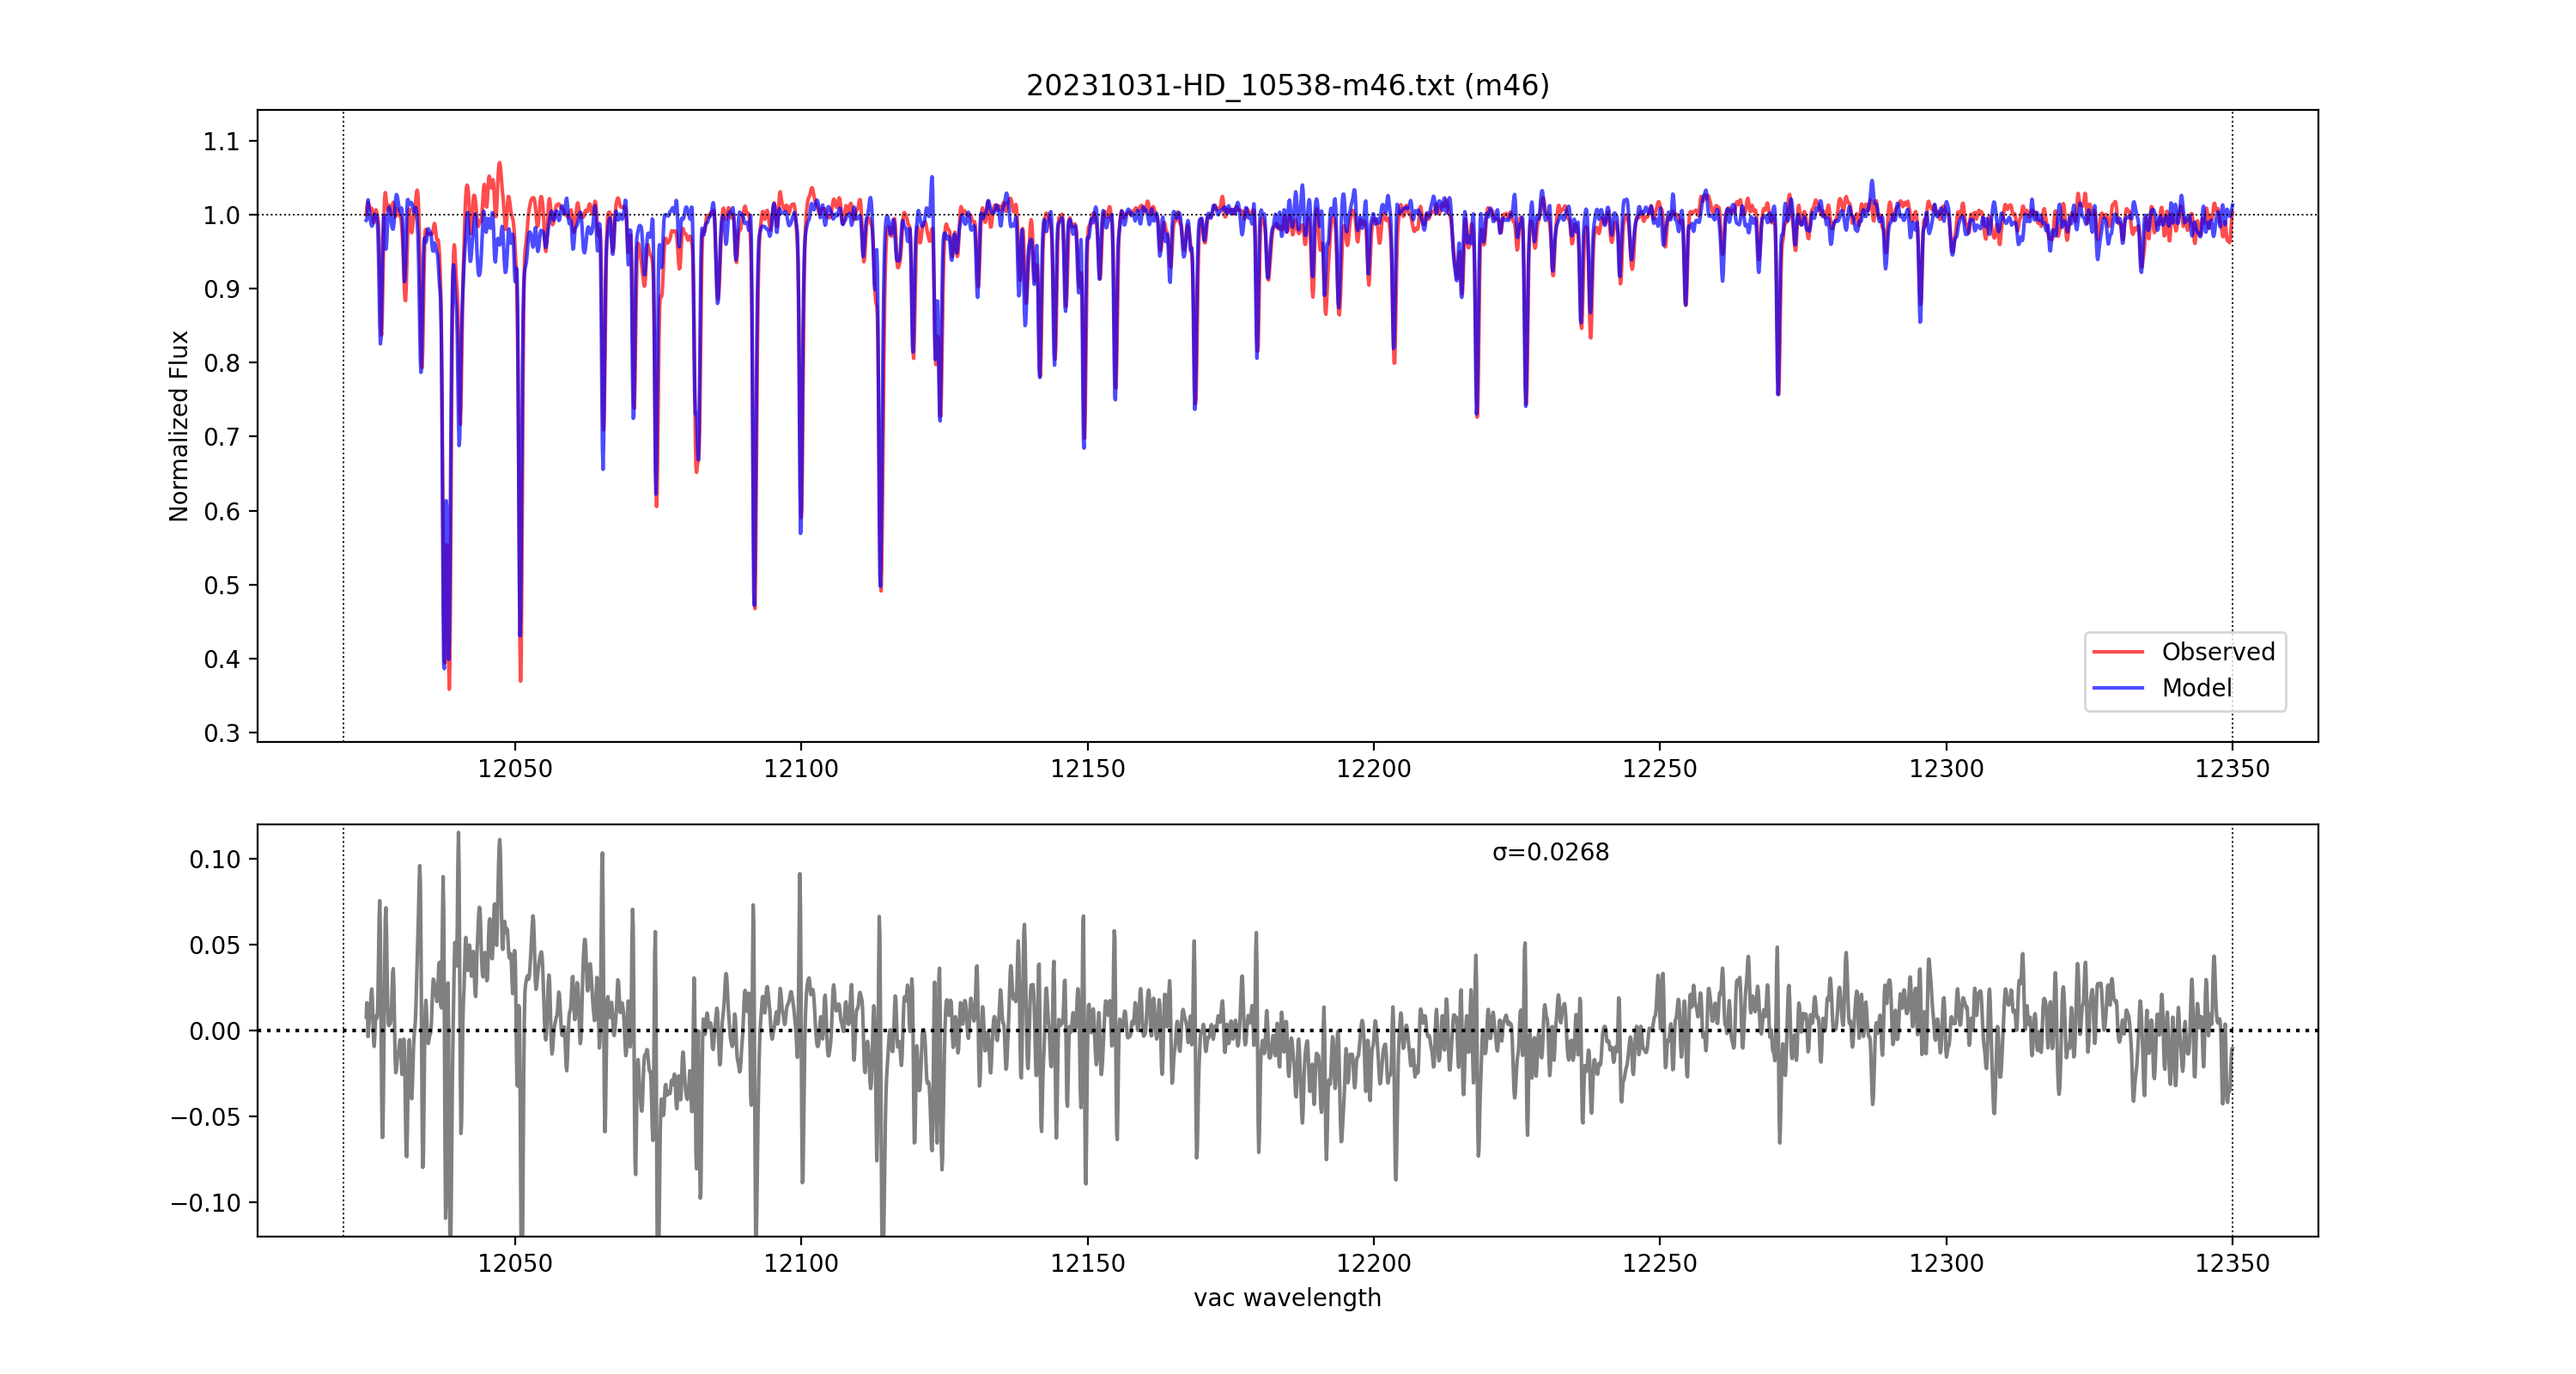 20231031-HD_10538-m46.txt (m46)
1.1
1.0
0.9
0.8
0.7
0.6
0.5
0.4
0.3
Normalized Flux
Observed
Model
12050 12100 12150 12200 12250 12300 12350
σ=0.0268
0.10
0.05
0.00
−0.05
−0.10
12050 12100 12150 12200 12250 12300 12350
vac wavelength